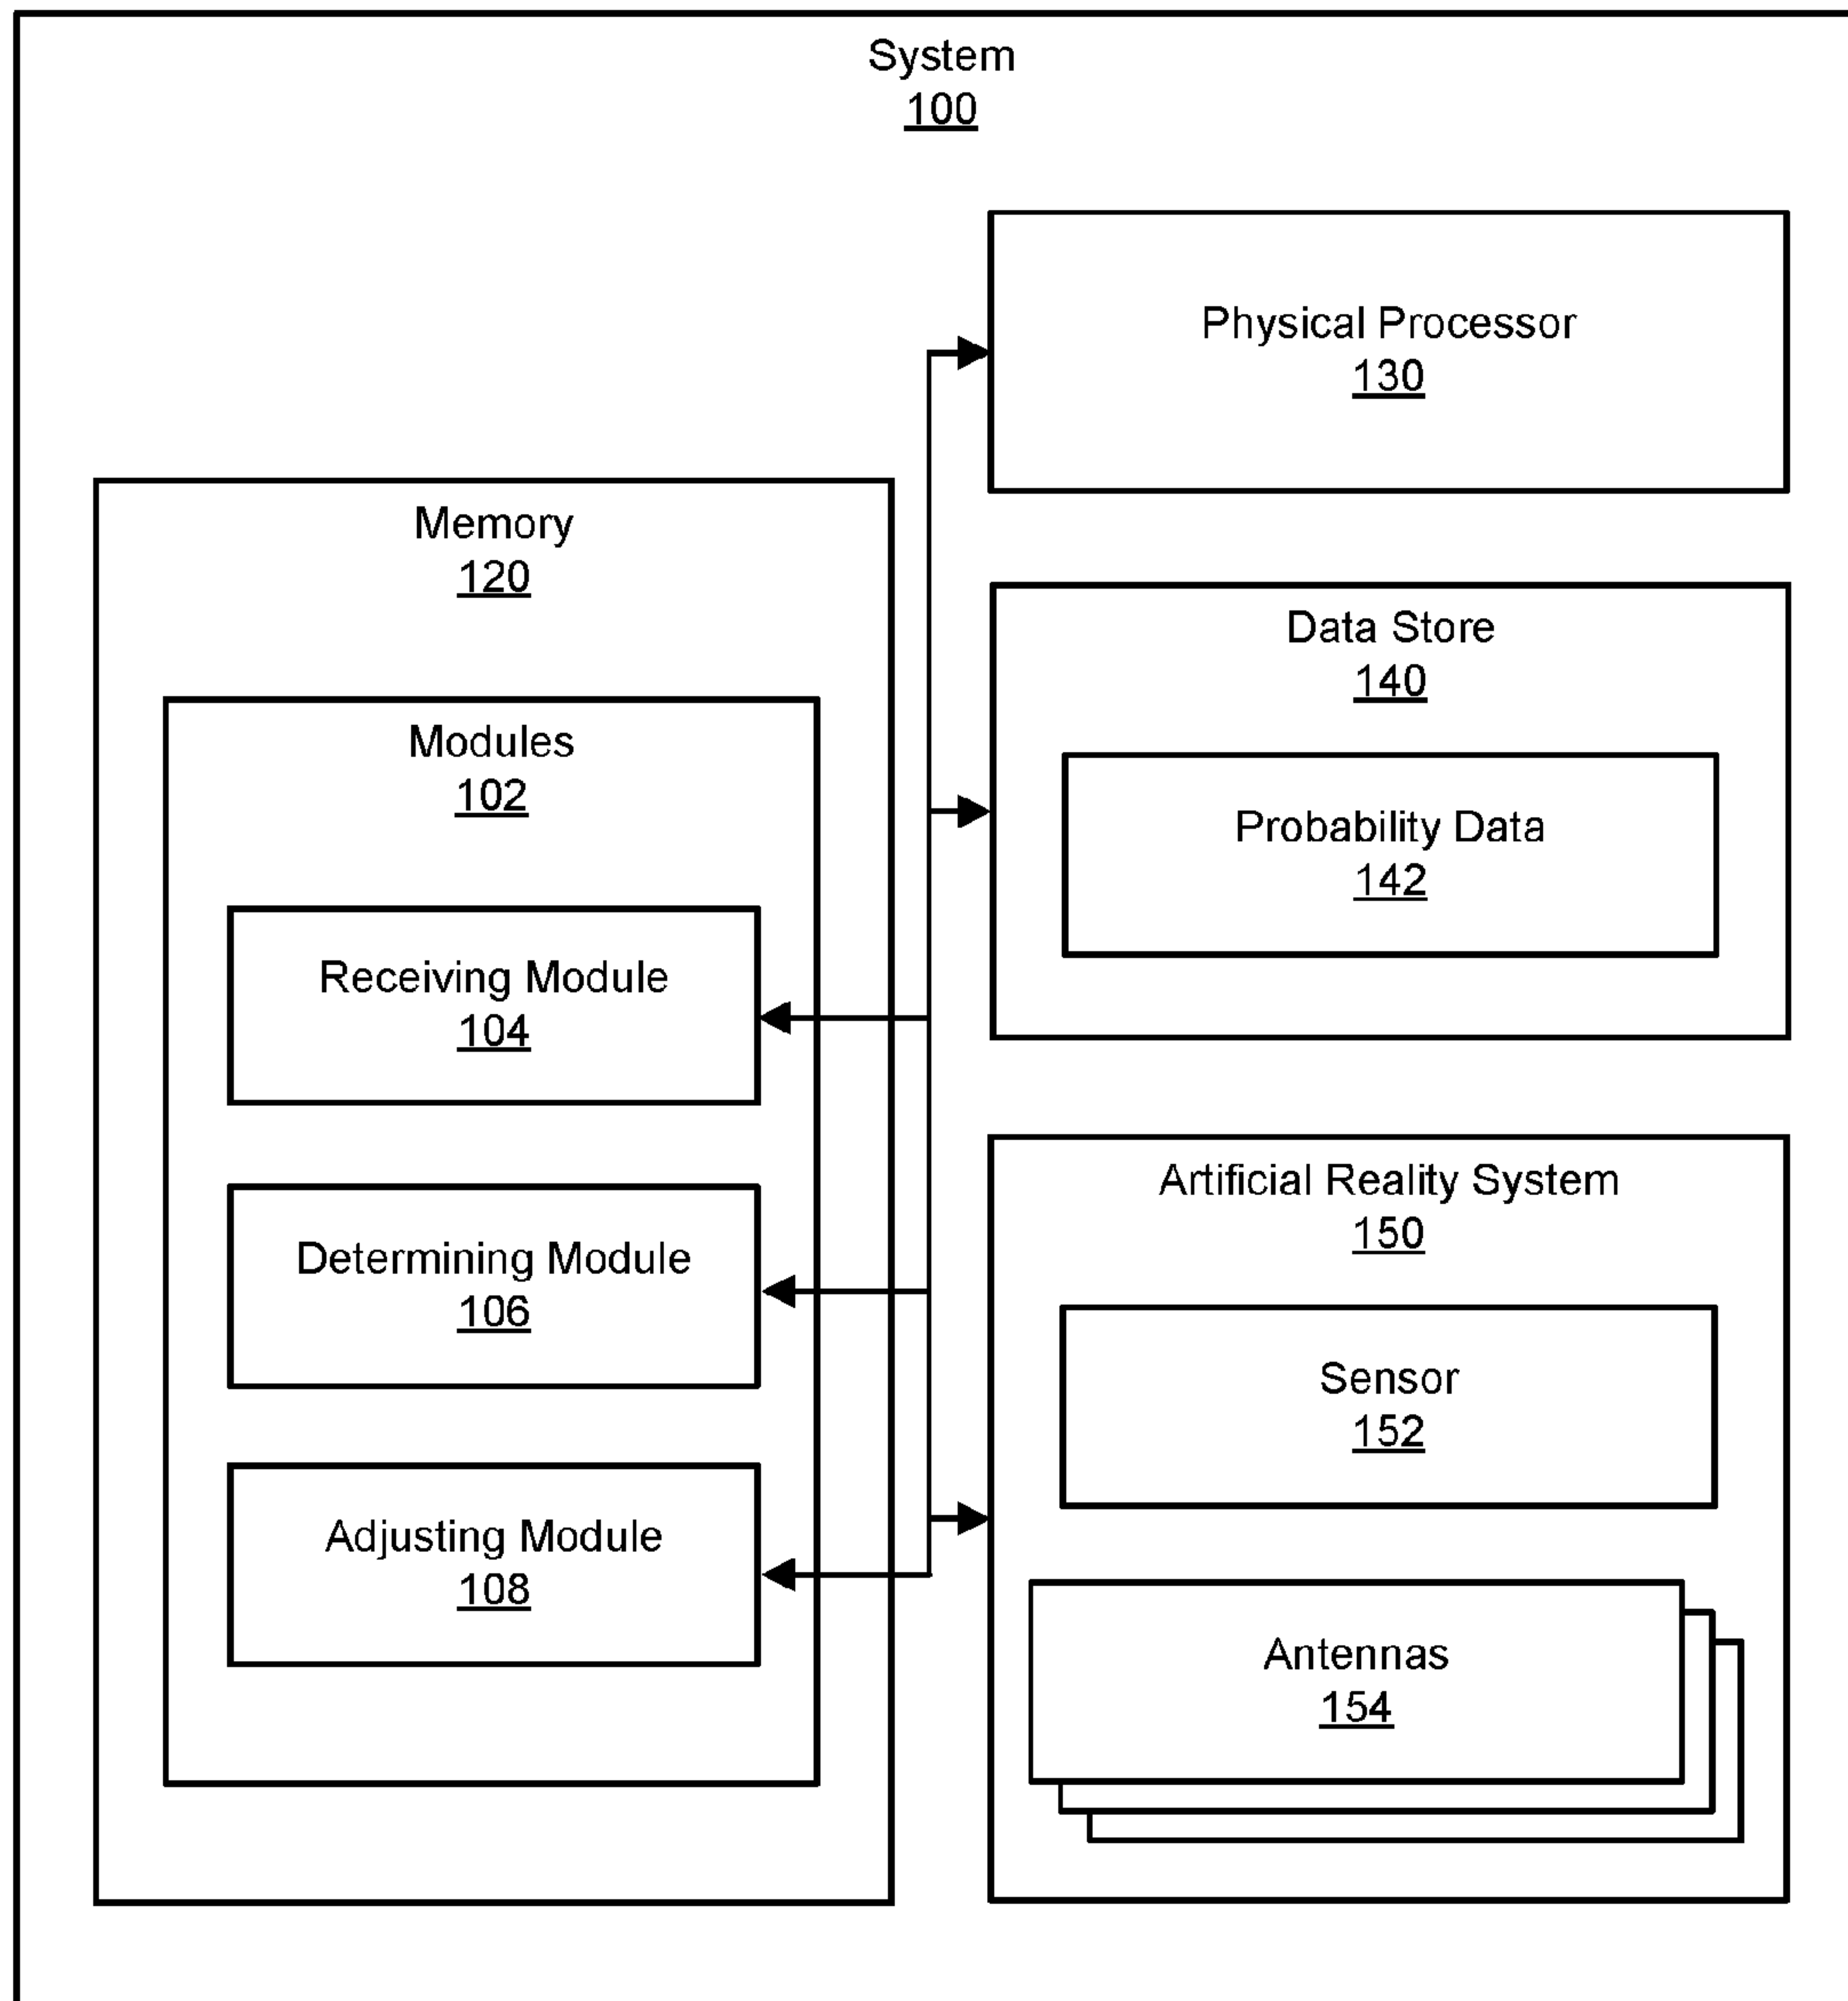 System
100
Physical Processor
130
Memory
120
Data Store
140
Modules
102
Probability Data
142
Receiving Module
104
Artificial Reality System
150
Determining Module
106
Sensor
152
Adjusting Module
108
Antennas
154